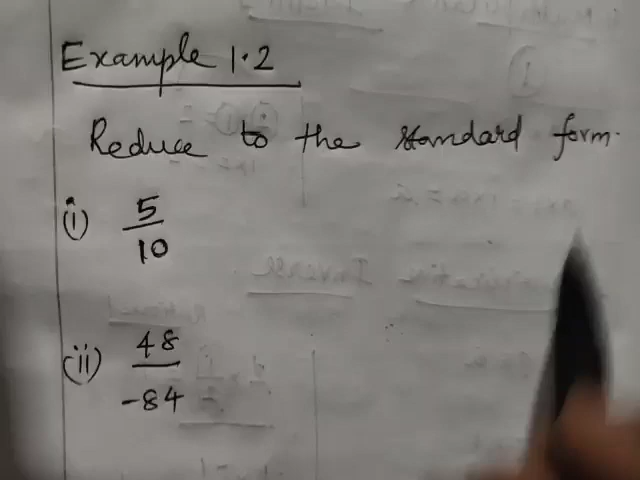 Example 1.2
Reduce to the standard form.
(i) 5/10
(ii) 48/-84